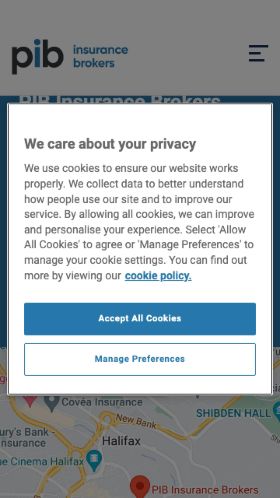 pib insurance
brokers
PIB Insurance Brokers
We care about your privacy
We use cookies to ensure our website works
properly. We collect data to better understand
how people use our site and to improve our
service. By allowing all cookies, we can improve
and personalise your experience. Select 'Allow
All Cookies' to agree or 'Manage Preferences' to
manage your cookie settings. You can find out
more by viewing our cookie policy.
Accept All Cookies
Manage Preferences
Covéa Insurance
New Bank
SHIBDEN HALL
ury's Bank -
Insurance
Halifax
ue Cinema Halifax
PIB Insurance Brokers